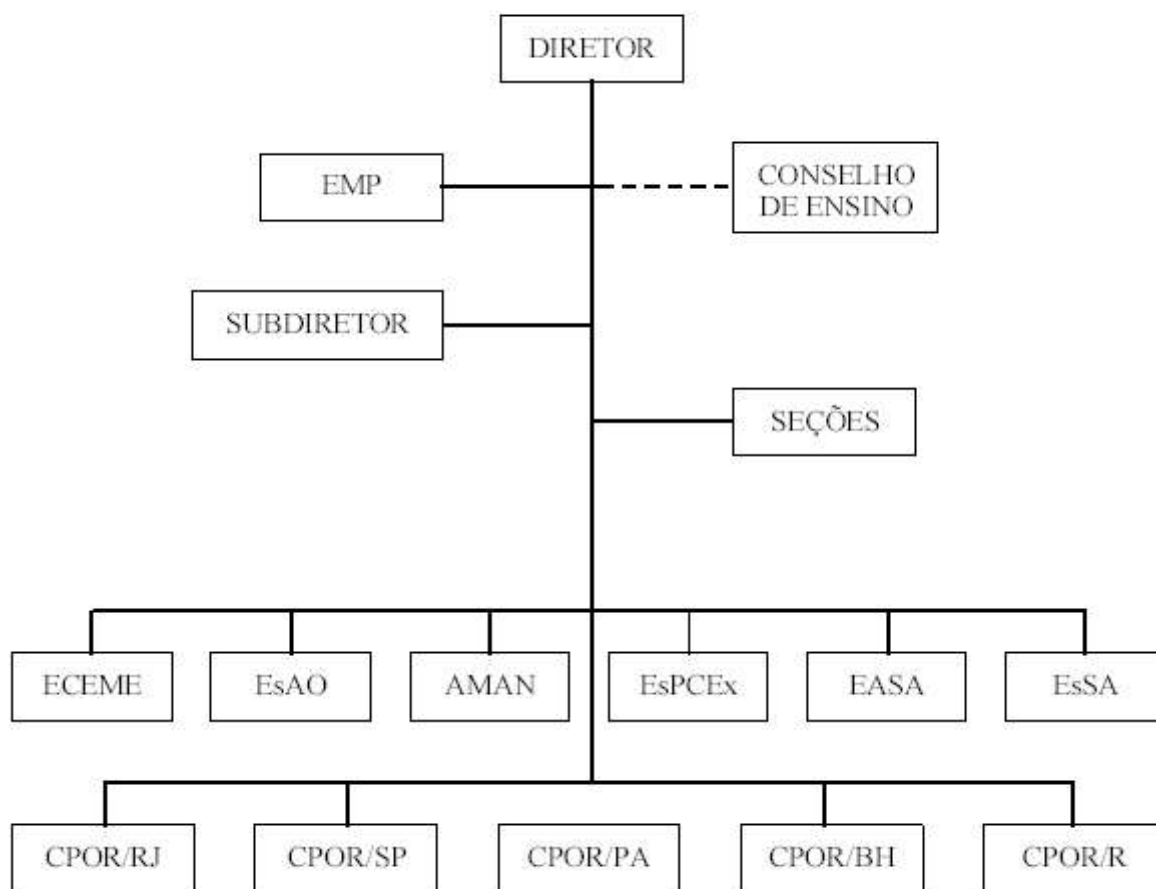 DIRETOR
EMP
CONSELHO
DE ENSINO
SUBDIRETOR
SEÇÕES
ECEME
EsAO
AMAN
EsPCEx
EASA
EsSA
CPOR/RJ
CPOR/SP
CPOR/PA
CPOR/BH
CPOR/R